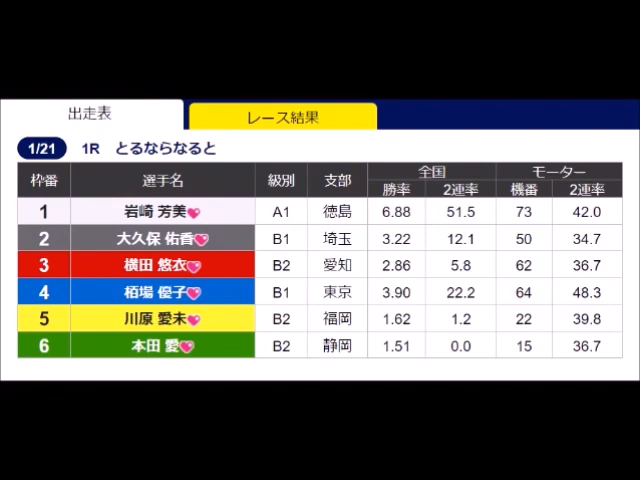 出走表 レース結果
1/21 1R とるならなると
枠番 選手名 級別 支部 全国 モーター
勝率 2連率 機番 2連率
1 岩崎 芳美 A1 徳島 6.88 51.5 73 42.0
2 大久保 佑香 B1 埼玉 3.22 12.1 50 34.7
3 横田 悠衣 B2 愛知 2.86 5.8 62 36.7
4 栢場 優子 B1 東京 3.90 22.2 64 48.3
5 川原 愛未 B2 福岡 1.62 1.2 22 39.8
6 本田 愛 B2 静岡 1.51 0.0 15 36.7